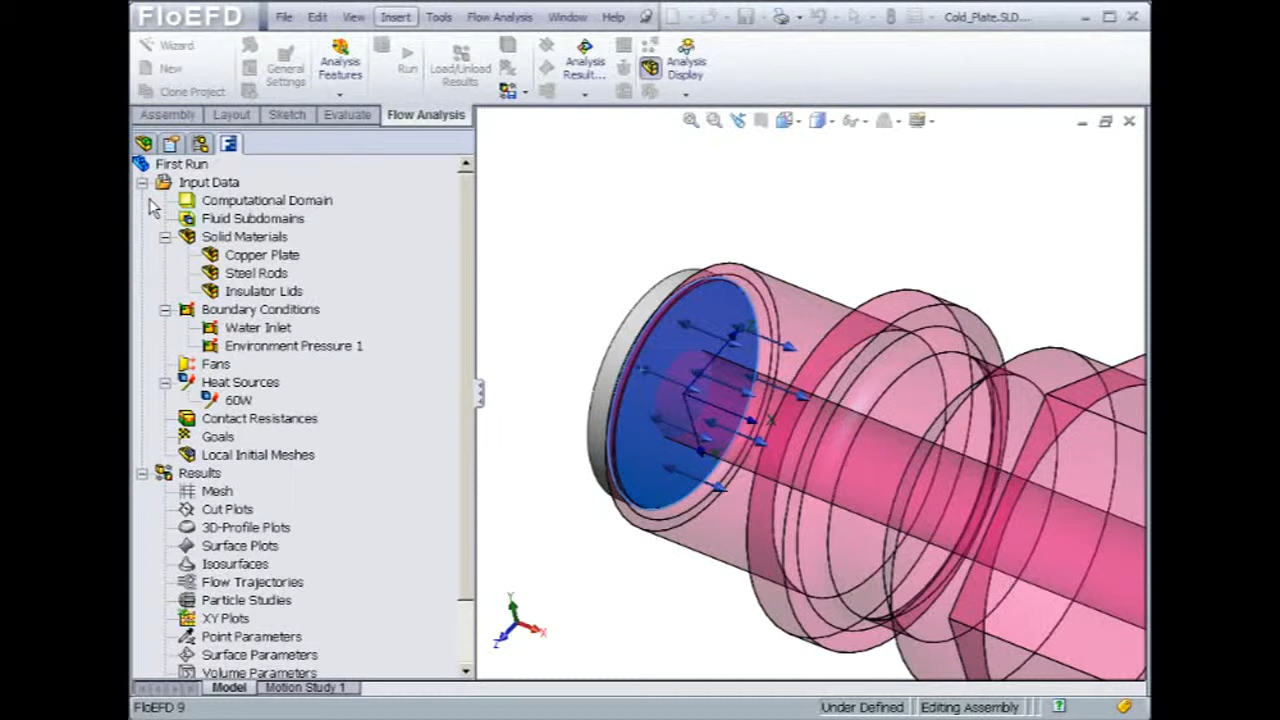 FloEFD
File Edit View Insert Tools Flow Analysis Window Help
Cold_Plate.SLD....
Wizard
New
Clone Project
General Settings
Analysis Features
Run
Load/Unload Results
Analysis Result...
Analysis Display
Assembly Layout Sketch Evaluate Flow Analysis
First Run
Input Data
Computational Domain
Fluid Subdomains
Solid Materials
Copper Plate
Steel Rods
Insulator Lids
Boundary Conditions
Water Inlet
Environment Pressure 1
Fans
Heat Sources
60W
Contact Resistances
Goals
Local Initial Meshes
Results
Mesh
Cut Plots
3D-Profile Plots
Surface Plots
Isosurfaces
Flow Trajectories
Particle Studies
XY Plots
Point Parameters
Surface Parameters
Volume Parameters
X
Y
X
Z
Model Motion Study 1
FloEFD 9
Under Defined Editing Assembly